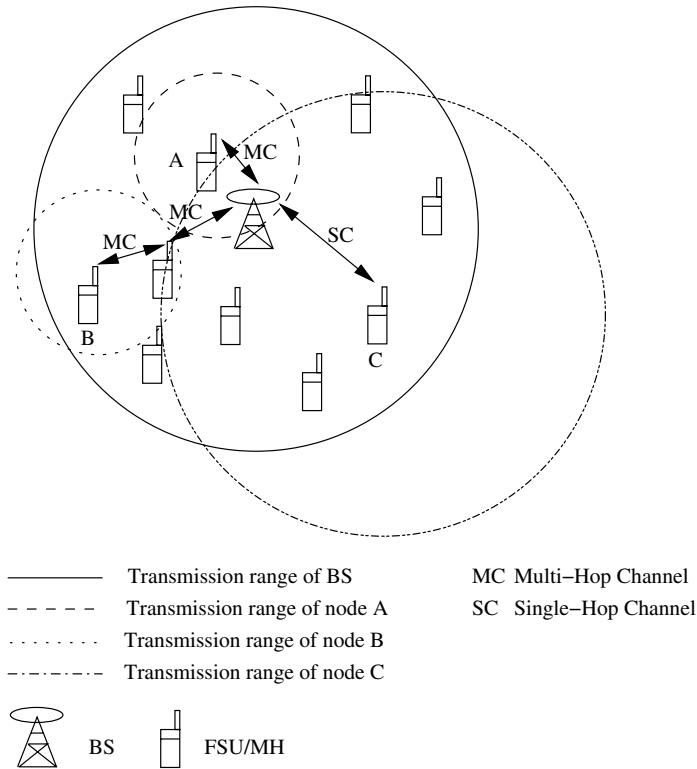 A
MC
MC
MC
SC
B
C
Transmission range of BS
MC Multi−Hop Channel
Transmission range of node A
SC Single−Hop Channel
Transmission range of node B
Transmission range of node C
BS
FSU/MH